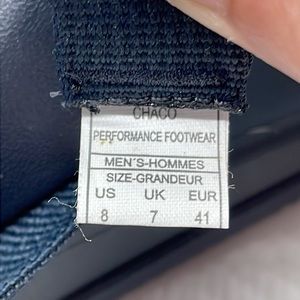 CHACO
PERFORMANCE FOOTWEAR
MEN'S-HOMMES
SIZE-GRANDEUR
US UK EUR
8 7 41